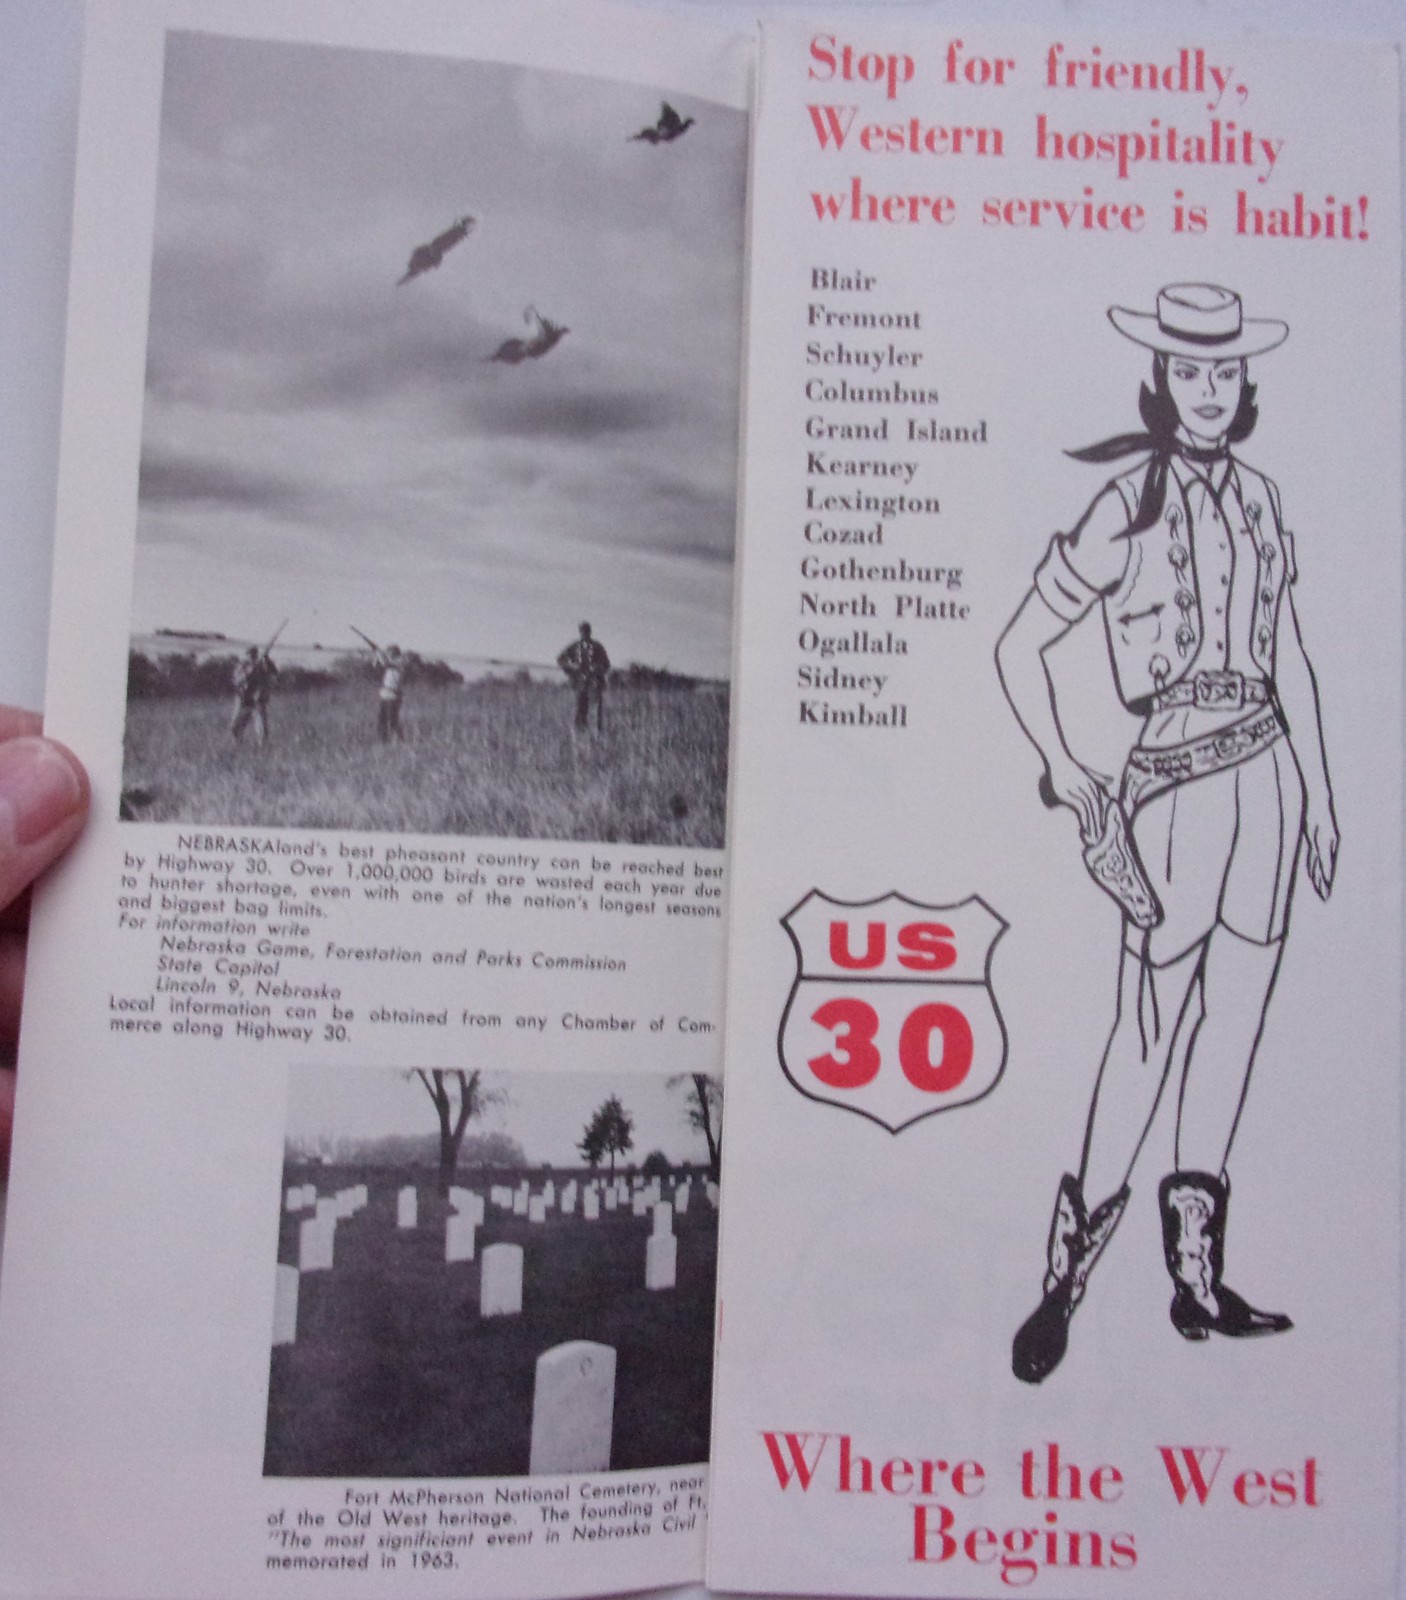 NEBRASKAland's best pheasant country can be reached best
by Highway 30. Over 1,000,000 birds are wasted each year due
to hunter shortage, even with one of the nation's longest seasons
and biggest bag limits.
For information write
Nebraska Game, Forestation and Parks Commission
State Capitol
Lincoln 9, Nebraska
Local information can be obtained from any Chamber of Com-
merce along Highway 30.
Fort McPherson National Cemetery, near
of the Old West heritage. The founding of Ft.
"The most significiant event in Nebraska Civil
memorated in 1963.
Stop for friendly,
Western hospitality
where service is habit!
Blair
Fremont
Schuyler
Columbus
Grand Island
Kearney
Lexington
Cozad
Gothenburg
North Platte
Ogallala
Sidney
Kimball
US
30
Where the West
Begins